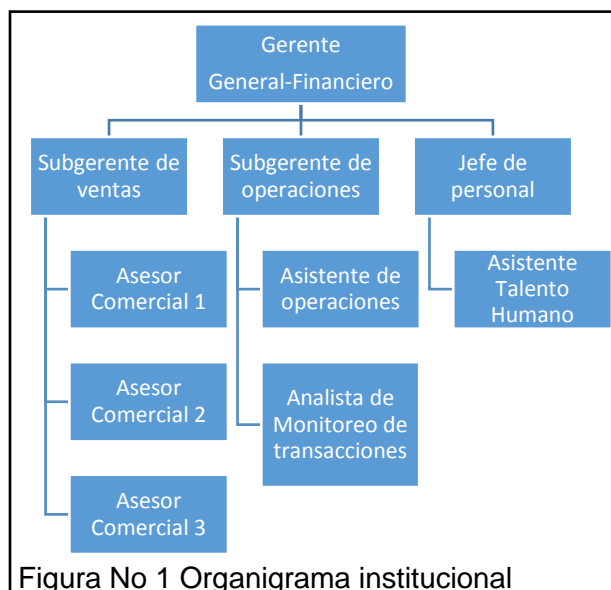 Gerente
General-Financiero
Subgerente de
ventas
Subgerente de
operaciones
Jefe de
personal
Asesor
Comercial 1
Asistente de
operaciones
Asistente
Talento
Humano
Asesor
Comercial 2
Analista de
Monitoreo de
transacciones
Asesor
Comercial 3
Figura No 1 Organigrama institucional